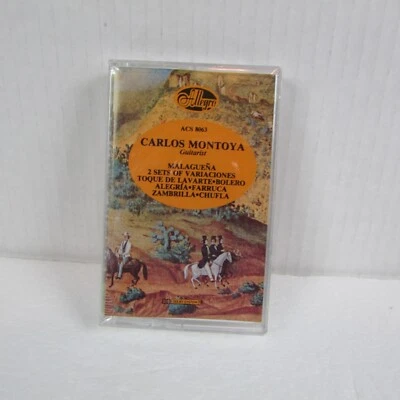 Allegro
ACS 8063
CARLOS MONTOYA
Guitarist
MALAGUEÑA
2 SETS OF VARIACIONES
TOQUE DE LAVARTE•BOLERO
ALEGRÍA•FARRUCA
ZAMBRILLA•CHUFLA